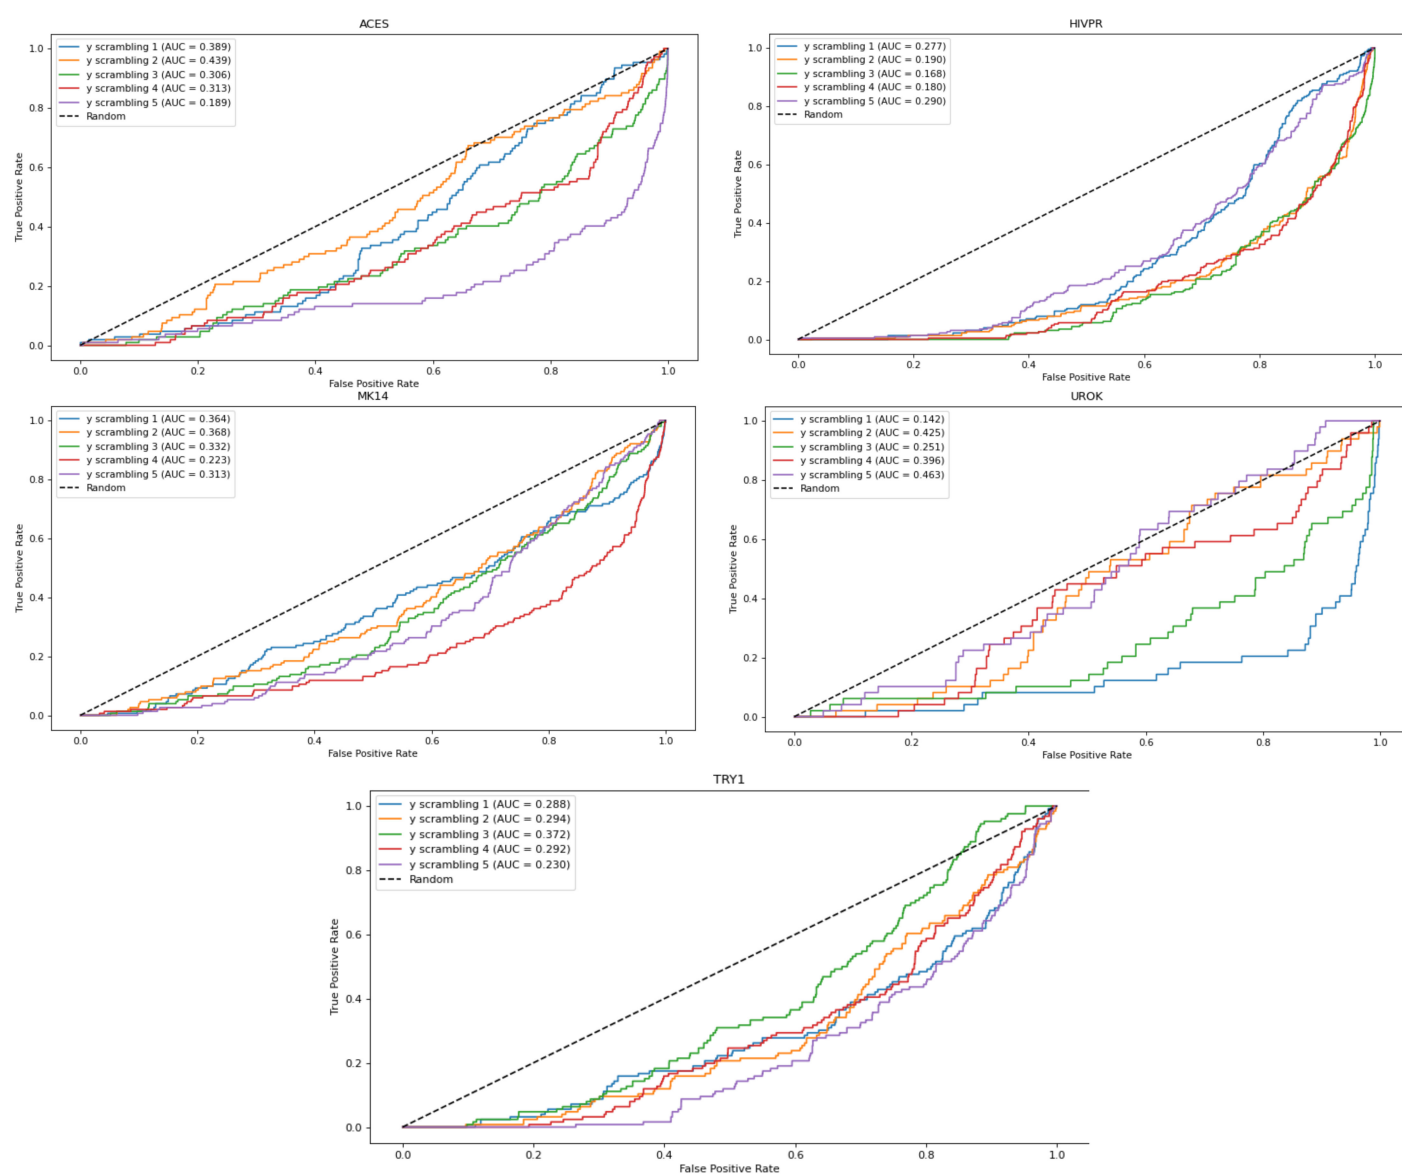 ACES
y scrambling 1 (AUC = 0.389)
y scrambling 2 (AUC = 0.439)
y scrambling 3 (AUC = 0.306)
y scrambling 4 (AUC = 0.313)
y scrambling 5 (AUC = 0.189)
Random
1.0
0.8
0.6
0.4
0.2
0.0
True Positive Rate
0.0 0.2 0.4 0.6 0.8 1.0
False Positive Rate
HIVPR
y scrambling 1 (AUC = 0.277)
y scrambling 2 (AUC = 0.190)
y scrambling 3 (AUC = 0.168)
y scrambling 4 (AUC = 0.180)
y scrambling 5 (AUC = 0.290)
Random
1.0
0.8
0.6
0.4
0.2
0.0
True Positive Rate
0.0 0.2 0.4 0.6 0.8 1.0
False Positive Rate
MK14
y scrambling 1 (AUC = 0.364)
y scrambling 2 (AUC = 0.368)
y scrambling 3 (AUC = 0.332)
y scrambling 4 (AUC = 0.223)
y scrambling 5 (AUC = 0.313)
Random
1.0
0.8
0.6
0.4
0.2
0.0
True Positive Rate
0.0 0.2 0.4 0.6 0.8 1.0
False Positive Rate
UROK
y scrambling 1 (AUC = 0.142)
y scrambling 2 (AUC = 0.425)
y scrambling 3 (AUC = 0.251)
y scrambling 4 (AUC = 0.396)
y scrambling 5 (AUC = 0.463)
Random
1.0
0.8
0.6
0.4
0.2
0.0
True Positive Rate
0.0 0.2 0.4 0.6 0.8 1.0
False Positive Rate
TRY1
y scrambling 1 (AUC = 0.288)
y scrambling 2 (AUC = 0.294)
y scrambling 3 (AUC = 0.372)
y scrambling 4 (AUC = 0.292)
y scrambling 5 (AUC = 0.230)
Random
1.0
0.8
0.6
0.4
0.2
0.0
True Positive Rate
0.0 0.2 0.4 0.6 0.8 1.0
False Positive Rate